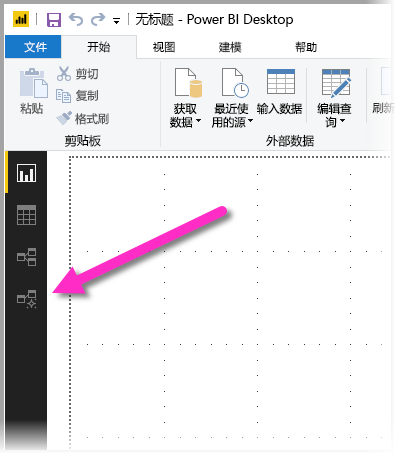 无标题 - Power BI Desktop
文件 开始 视图 建模 帮助
粘贴
剪切
复制
格式刷
剪贴板
获取
数据
最近使
用的源
输入数据
编辑查
询
刷新
外部数据